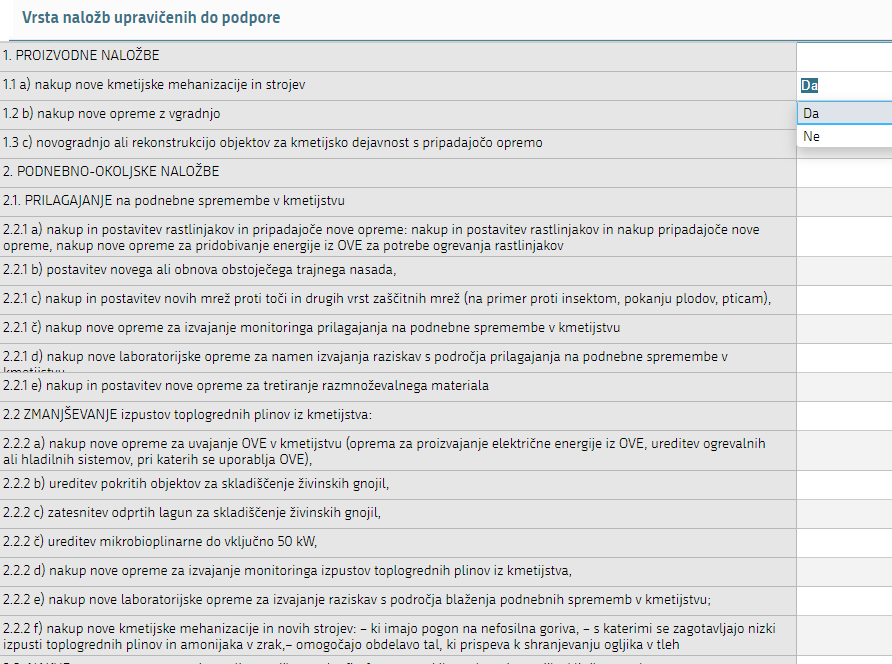 Vrsta naložb upravičenih do podpore
1. PROIZVODNE NALOŽBE
1.1 a) nakup nove kmetijske mehanizacije in strojev
Da
1.2 b) nakup nove opreme z vgradnjo
Da
1.3 c) novogradnjo ali rekonstrukcijo objektov za kmetijsko dejavnost s pripadajočo opremo
Ne
2. PODNEBNO-OKOLJSKE NALOŽBE
2.1. PRILAGAJANJE na podnebne spremembe v kmetijstvu
2.2.1 a) nakup in postavitev rastlinjakov in pripadajoče nove opreme: nakup in postavitev rastlinjakov in nakup pripadajoče nove
opreme, nakup nove opreme za pridobivanje energije iz OVE za potrebe ogrevanja rastlinjakov
2.2.1 b) postavitev novega ali obnova obstoječega trajnega nasada,
2.2.1 c) nakup in postavitev novih mrež proti toči in drugih vrst zaščitnih mrež (na primer proti insektom, pokanju plodov, pticam),
2.2.1 č) nakup nove opreme za izvajanje monitoringa prilagajanja na podnebne spremembe v kmetijstvu
2.2.1 d) nakup nove laboratorijske opreme za namen izvajanja raziskav s področja prilagajanja na podnebne spremembe v
kmetijstvu
2.2.1 e) nakup in postavitev nove opreme za tretiranje razmnoževalnega materiala
2.2 ZMANJŠEVANJE izpustov toplogrednih plinov iz kmetijstva:
2.2.2 a) nakup nove opreme za uvajanje OVE v kmetijstvu (oprema za proizvajanje električne energije iz OVE, ureditev ogrevalnih
ali hladilnih sistemov, pri katerih se uporablja OVE),
2.2.2 b) ureditev pokritih objektov za skladiščenje živinskih gnojil,
2.2.2 c) zatesnitev odprtih lagun za skladiščenje živinskih gnojil,
2.2.2 č) ureditev mikrobioplinarne do vključno 50 kW,
2.2.2 d) nakup nove opreme za izvajanje monitoringa izpustov toplogrednih plinov iz kmetijstva,
2.2.2 e) nakup nove laboratorijske opreme za izvajanje raziskav s področja blaženja podnebnih sprememb v kmetijstvu;
2.2.2 f) nakup nove kmetijske mehanizacije in novih strojev: – ki imajo pogon na nefosilna goriva, – s katerimi se zagotavljajo nizki
izpusti toplogrednih plinov in amonijaka v zrak,– omogočajo obdelavo tal, ki prispeva k shranjevanju ogljika v tleh